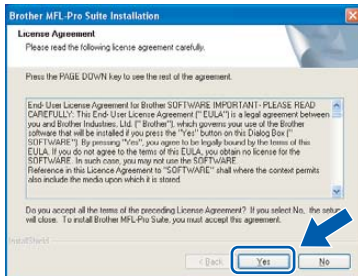 Brother MFL-Pro Suite Installation
License Agreement
Please read the following license agreement carefully.
Press the PAGE DOWN key to see the rest of the agreement.
End- User License Agreement for Brother SOFTWARE IMPORTANT- PLEASE READ
CAREFULLY: This End- User License Agreement (" EULA") is a legal agreement between
you and Brother Industries, Ltd. (" Brother"), which governs your use of the Brother
software that will be installed if you press the "Yes" button on this Dialog Box ("
SOFTWARE"). By pressing "Yes", you agree to be legally bound by the terms of this
EULA. If you do not agree to the terms of this EULA, you obtain no license for the
SOFTWARE. In such case, you may not use the SOFTWARE.
Reference in this Licence Agreement to "SOFTWARE" shall where the context permits
also include the media upon which it is stored.
Do you accept all the terms of the preceding License Agreement? If you select No, the setup
will close. To install Brother MFL-Pro Suite, you must accept this agreement.
InstallShield
< Back Yes No